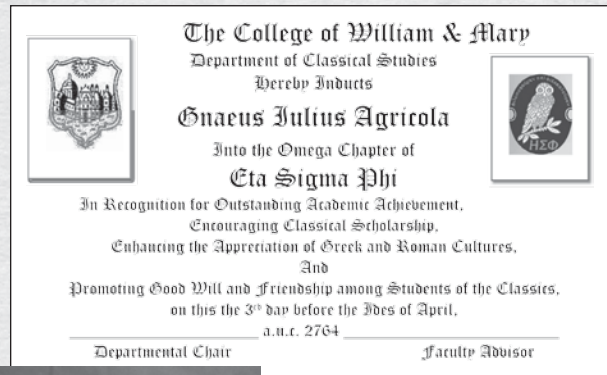 The College of William & Mary
Department of Classical Studies
Hereby Inducts
Gnaeus Iulius Agricola
Into the Omega Chapter of
Eta Sigma Phi
In Recognition for Outstanding Academic Achievement,
Encouraging Classical Scholarship,
Enhancing the Appreciation of Greek and Roman Cultures,
And
Promoting Good Will and Friendship among Students of the Classics,
on this the 3rd day before the Ides of April,
a.u.c. 2764
Departmental Chair Faculty Advisor
ΗΣΦ